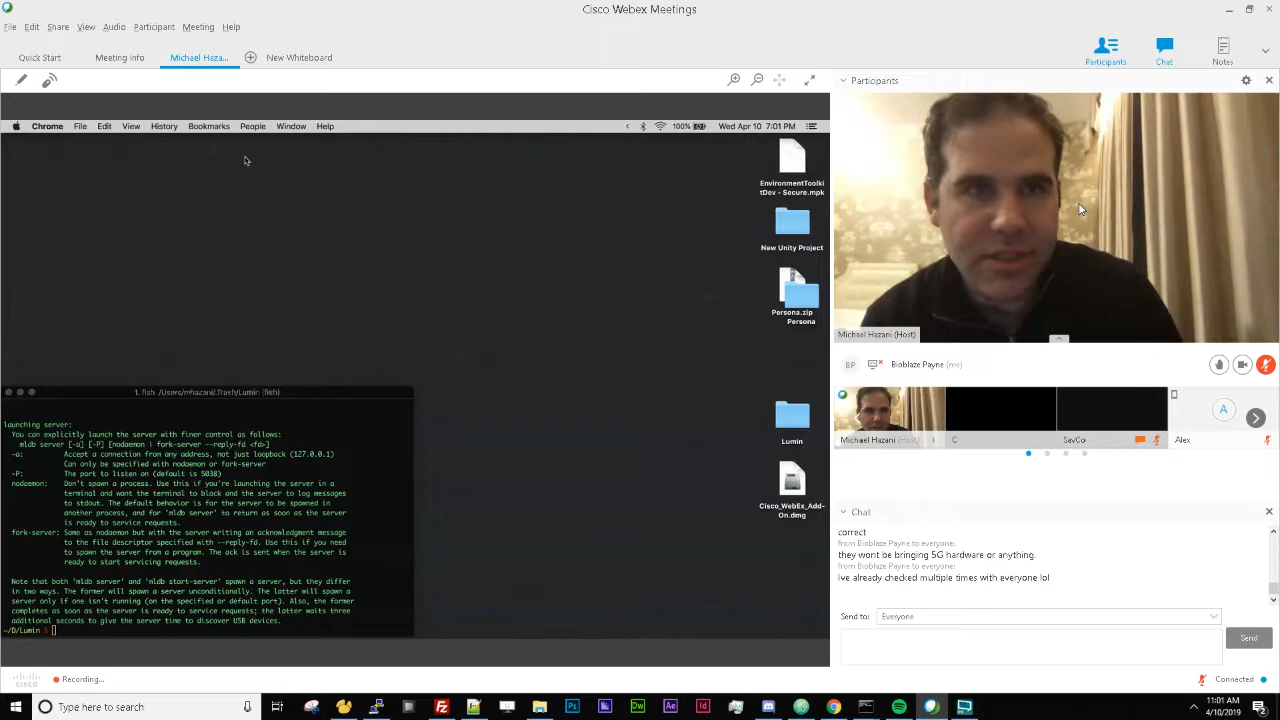 Cisco Webex Meetings
File Edit Share View Audio Participant Meeting Help
Quick Start Meeting Info Michael Haza... New Whiteboard
Participants Chat Notes
Participants
Chrome File Edit View History Bookmarks People Window Help 100% Wed Apr 10 7:01 PM
EnvironmentToolki
tDev - Secure.mpk
New Unity Project
Persona.zip
Persona
Lumin
Cisco_WebEx_Add-
On.dmg
1. fish /Users/mhazani/.Trash/Lumin (fish)
launching server:
You can explicitly launch the server with finer control as follows:
mldb server [-a] [-P] [nodaemon | fork-server --reply-fd <fd>]
-a: Accept a connection from any address, not just loopback (127.0.0.1)
Can only be specified with nodaemon or fork-server
-P: The port to listen on (default is 5038)
nodaemon: Don't spawn a process. Use this if you're launching the server in a
terminal and want the terminal to block and the server to log messages
to stdout. The default behavior is for the server to be spawned in
another process, and for 'mldb server' to return as soon as the server
is ready to service requests.
fork-server: Same as nodaemon but with the server writing an acknowledgment message
to the file descriptor specified with --reply-fd. Use this if you need
to spawn the server from a program. The ack is sent when the server is
ready to start servicing requests.
Note that both 'mldb server' and 'mldb start-server' spawn a server, but they differ
in two ways. The former will spawn a server unconditionally. The latter will spawn a
server only if one isn't running (on the specified or default port). Also, the former
completes as soon as the server is ready to service requests; the latter waits three
additional seconds to give the server time to discover USB devices.
~/D/Lumin $
Michael Hazani (Host)
BP Bioblaze Payne (me)
A
Michael Hazani (Host) C SavCo Alex
Chat
correct
from Bioblaze Payne to everyone:
they wont be bringing 5G hardware or anything.
from Bioblaze Payne to everyone:
Ive already checked multiple times with everyone lol
Send to: Everyone
Send
CISCO Recording... Connected
Type here to search
Fz Ps Dw Ae Id
11:01 AM
4/10/2019